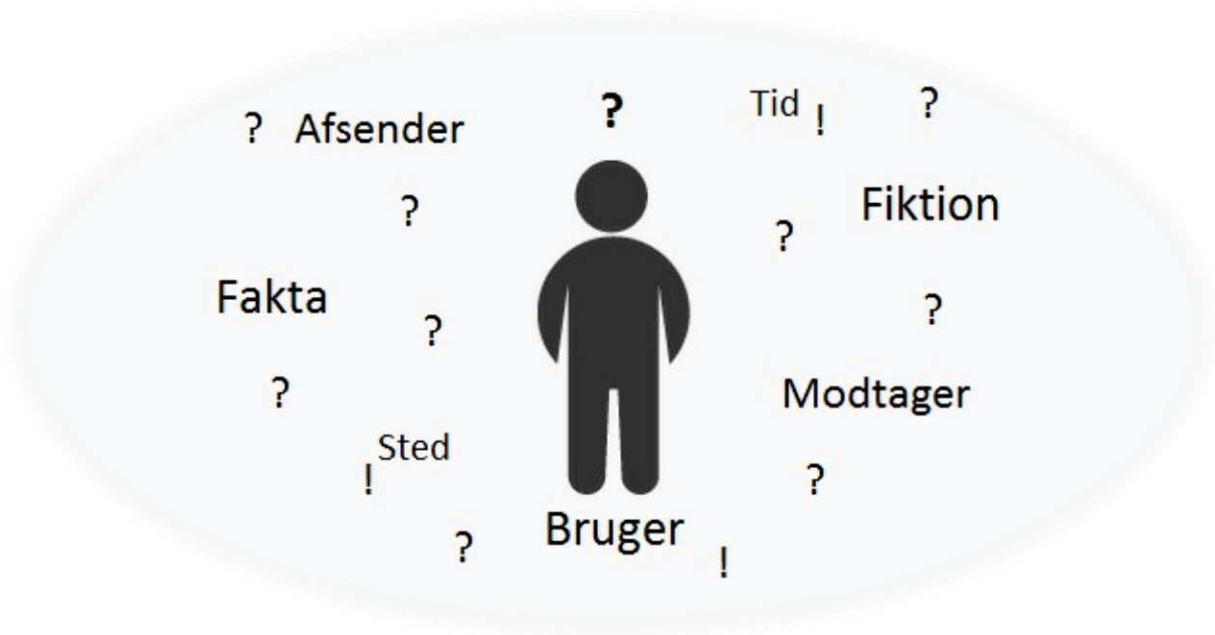 ?
Tid ! ?
? Afsender
?
Fiktion
?
Fakta
?
?
?
Modtager
Sted
!
?
Bruger
?
!